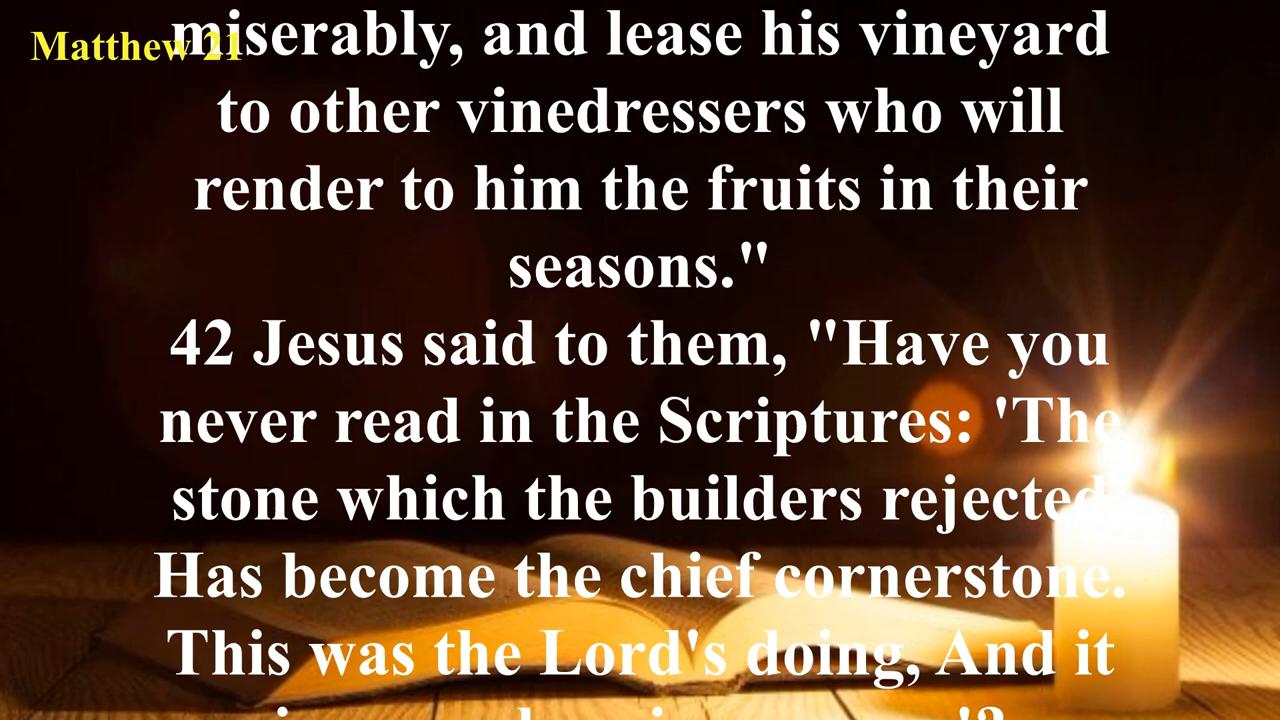 Matthew 21
miserably, and lease his vineyard
to other vinedressers who will
render to him the fruits in their
seasons."
42 Jesus said to them, "Have you
never read in the Scriptures: 'The
stone which the builders rejected
Has become the chief cornerstone.
This was the Lord's doing, And it